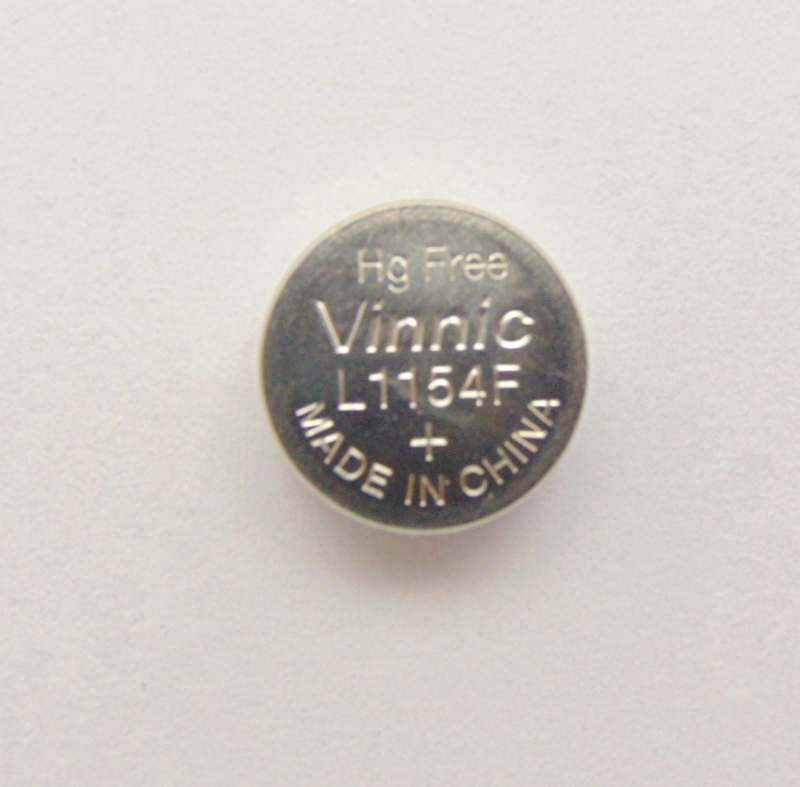 Hg Free
Vinnic
L1154F
+
MADE IN CHINA